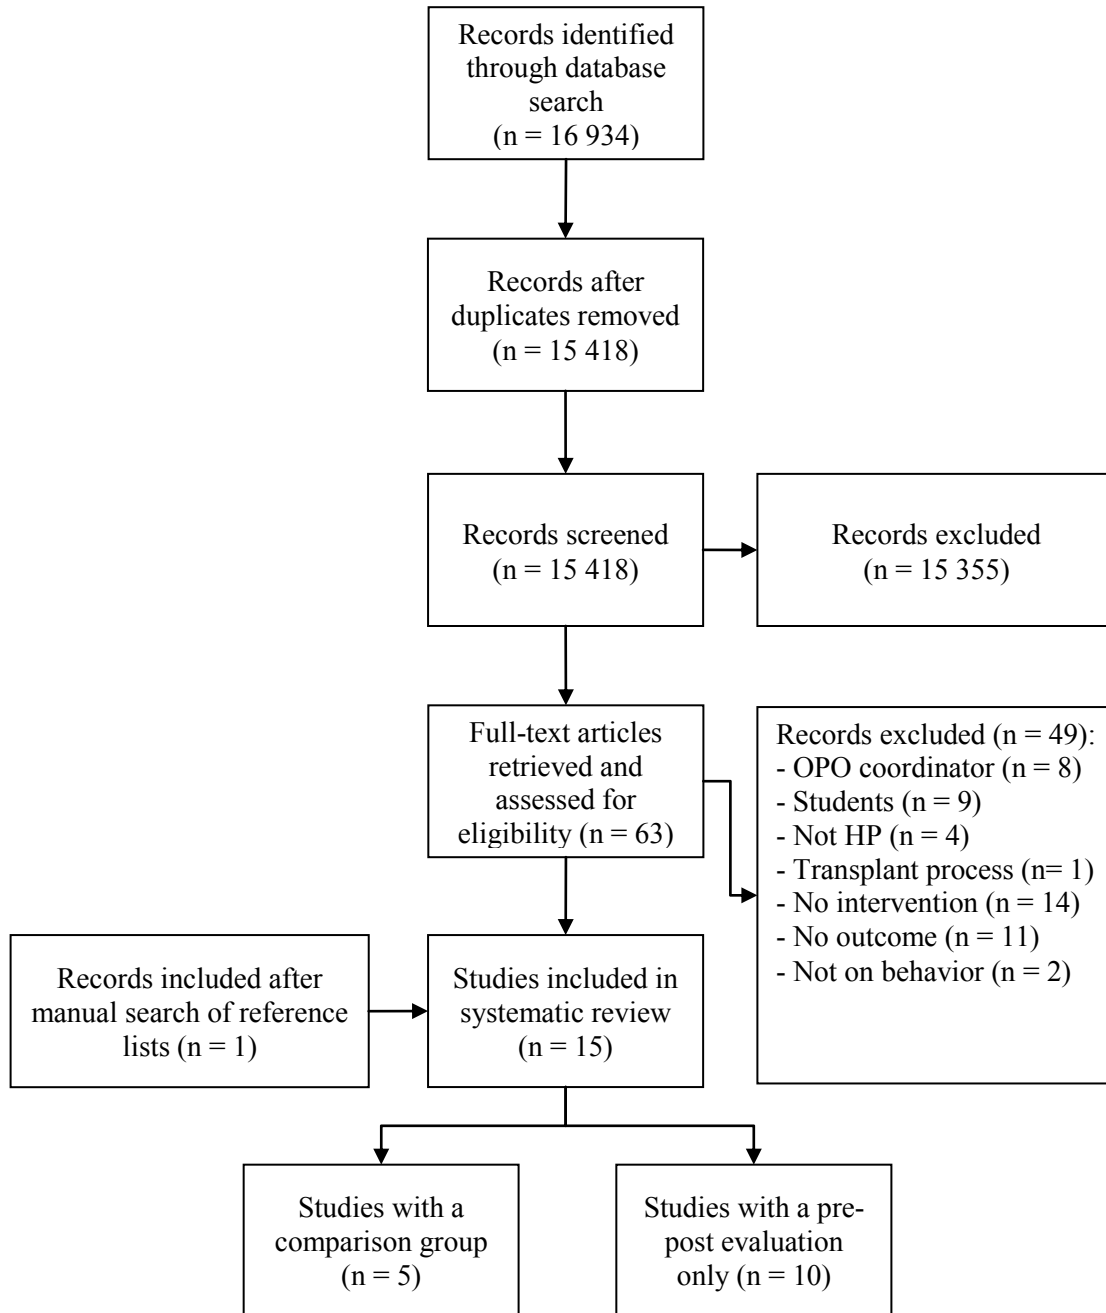 Records identified
through database
search
(n = 16 934)
Records after
duplicates removed
(n = 15 418)
Records screened
(n = 15 418)
Records excluded
(n = 15 355)
Full-text articles
retrieved and
assessed for
eligibility (n = 63)
Records excluded (n = 49):
- OPO coordinator (n = 8)
- Students (n = 9)
- Not HP (n = 4)
- Transplant process (n= 1)
- No intervention (n = 14)
- No outcome (n = 11)
- Not on behavior (n = 2)
Records included after
manual search of reference
lists (n = 1)
Studies included in
systematic review
(n = 15)
Studies with a
comparison group
(n = 5)
Studies with a pre-
post evaluation
only (n = 10)